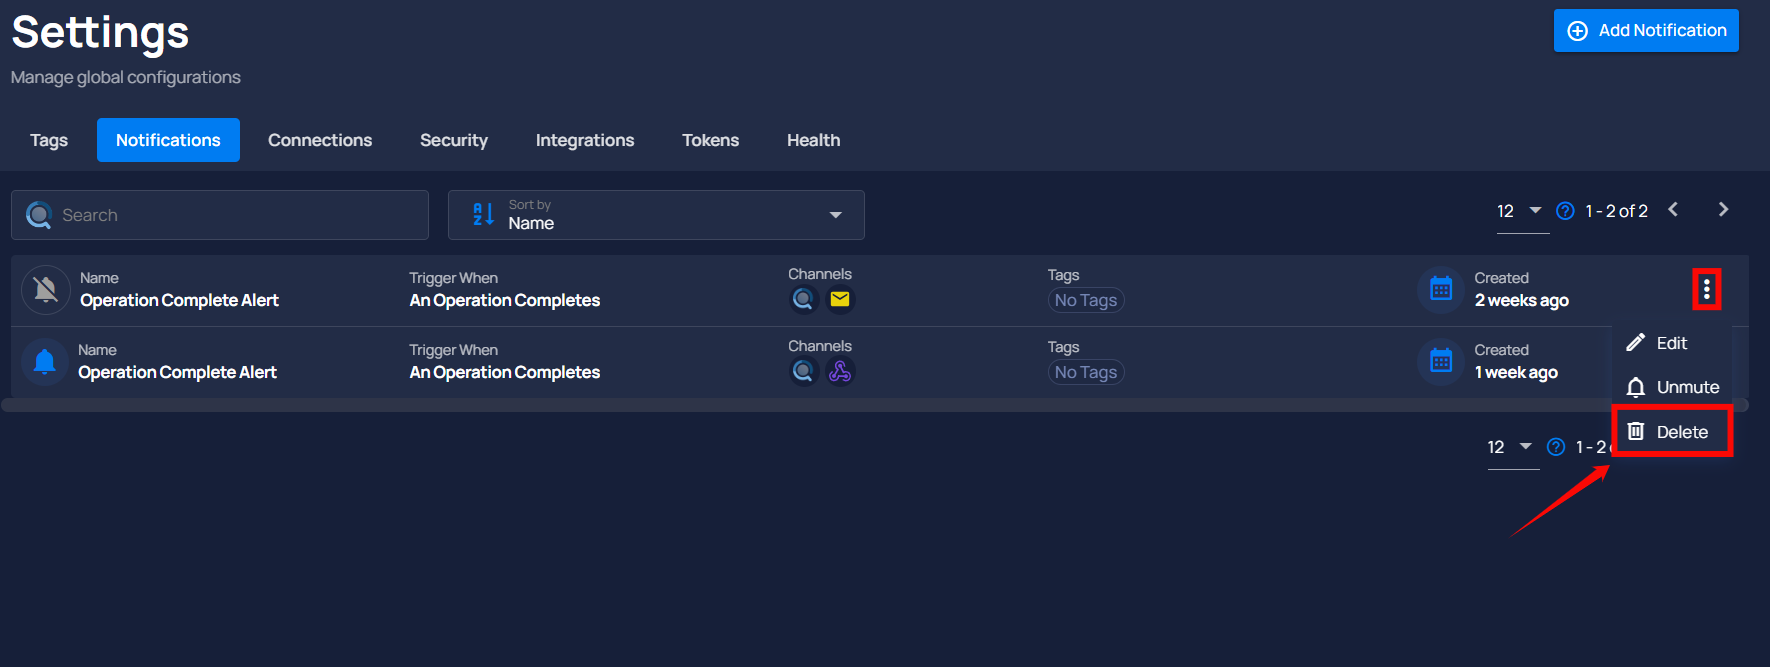 Settings
Add Notification
Manage global configurations
Tags Notifications Connections Security Integrations Tokens Health
Search
Sort by
Name
12 1 - 2 of 2
Name Trigger When Channels Tags Created
Operation Complete Alert An Operation Completes No Tags 2 weeks ago
Edit
Name Trigger When Channels Tags Created
Operation Complete Alert An Operation Completes No Tags 1 week ago
Unmute
Delete
12 1 - 2